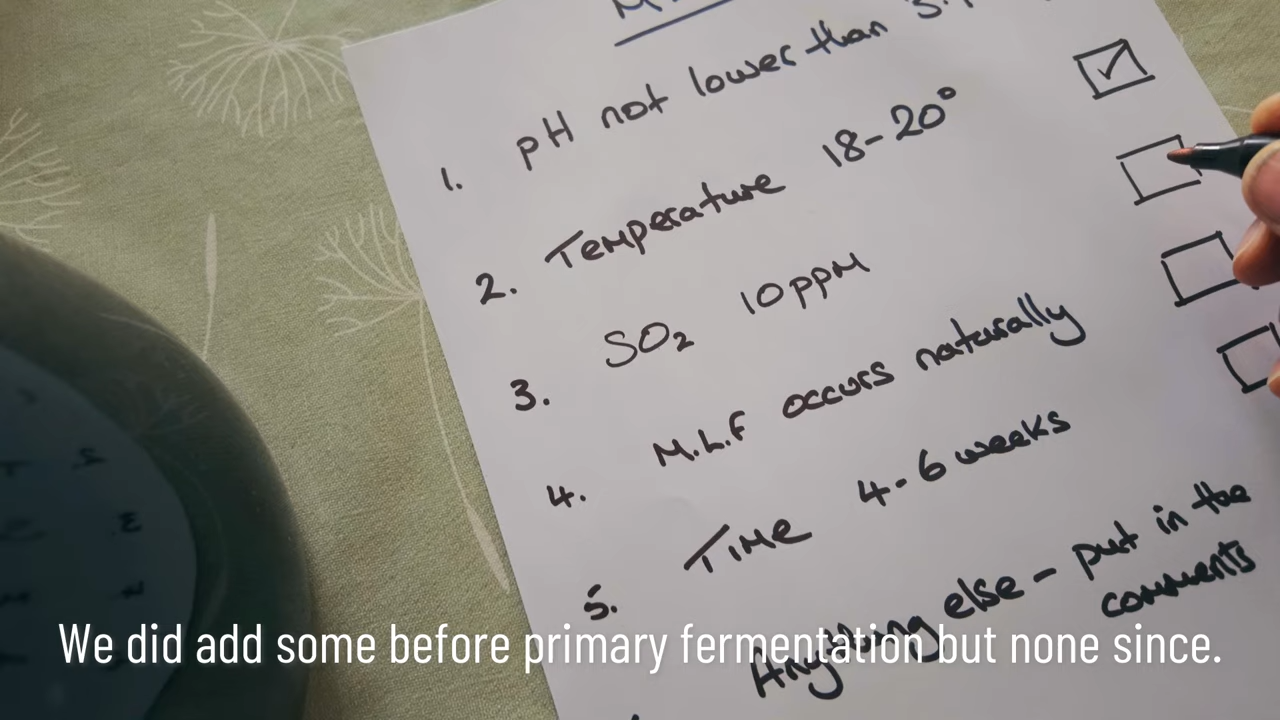 1. pH not lower than
2. Temperature 18-20°
3. SO₂ 10ppm
4. M.L.F occurs naturally
5. Time 4-6 weeks
Anything else - put in the
comments
We did add some before primary fermentation but none since.